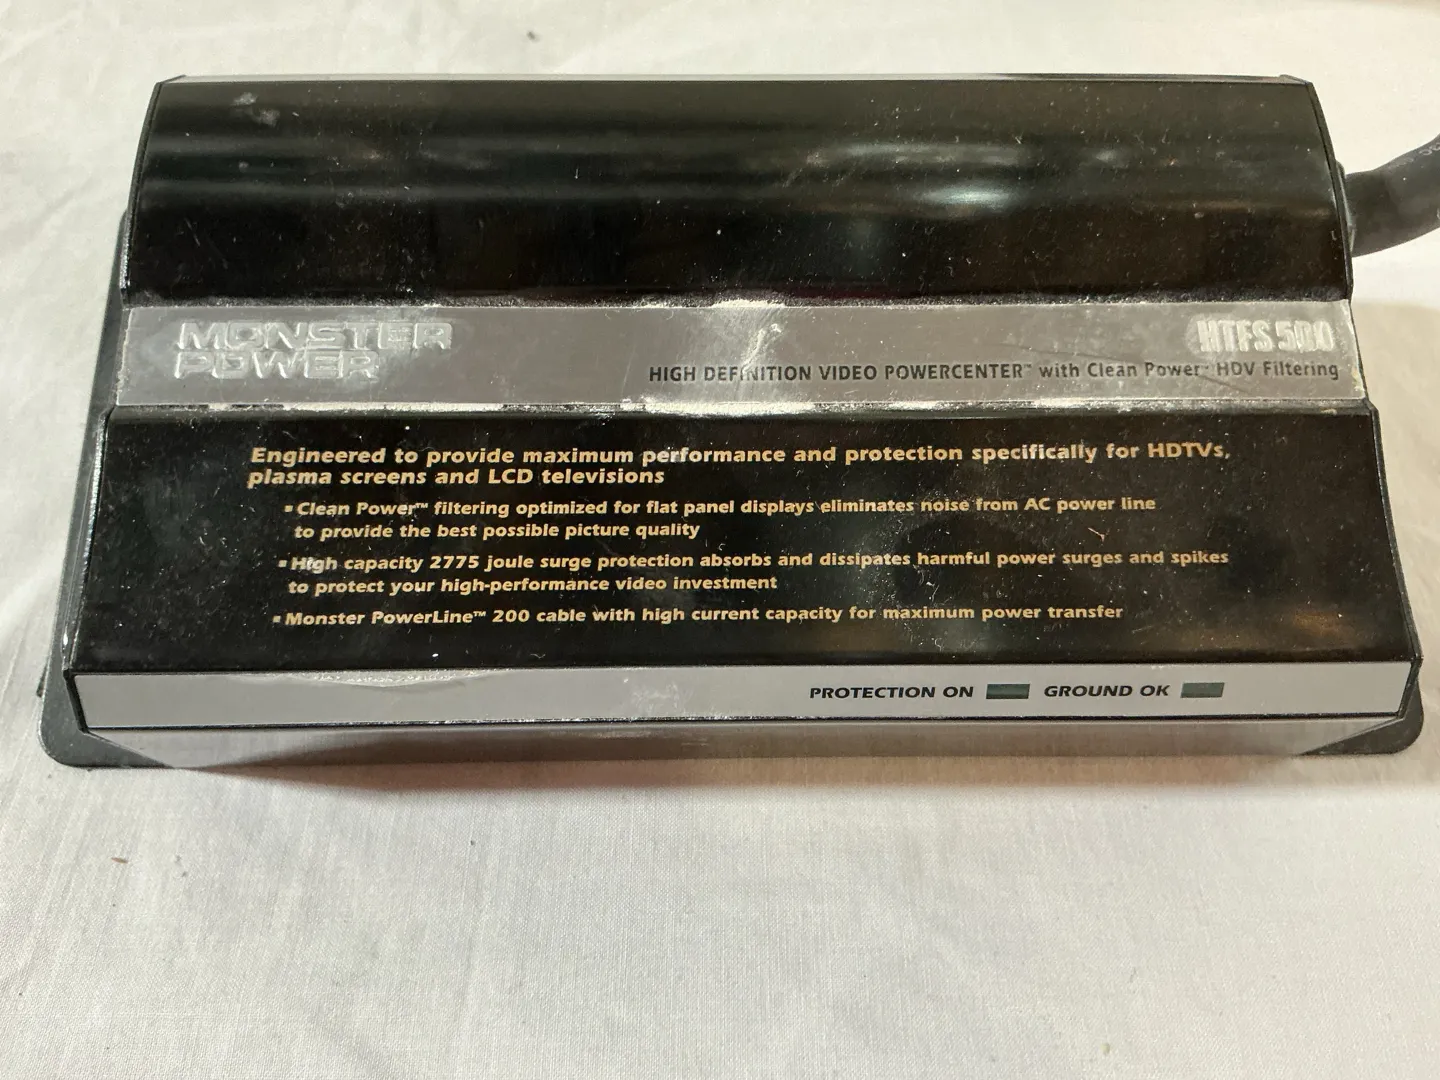 MONSTER
POWER
HTFS 500
HIGH DEFINITION VIDEO POWERCENTER™ with Clean Power™ HDV Filtering
Engineered to provide maximum performance and protection specifically for HDTVs,
plasma screens and LCD televisions
▪ Clean Power™ filtering optimized for flat panel displays eliminates noise from AC power line
to provide the best possible picture quality
▪ High capacity 2775 joule surge protection absorbs and dissipates harmful power surges and spikes
to protect your high-performance video investment
▪ Monster PowerLine™ 200 cable with high current capacity for maximum power transfer
PROTECTION ON GROUND OK